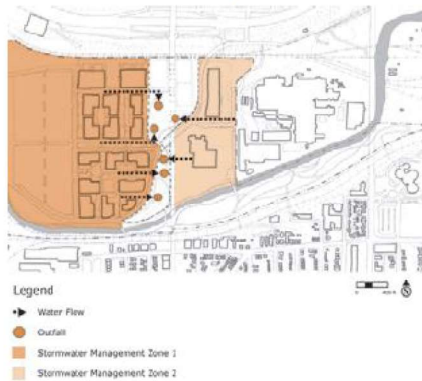 Legend
Water Flow
Outfall
Stormwater Management Zone 1
Stormwater Management Zone 2